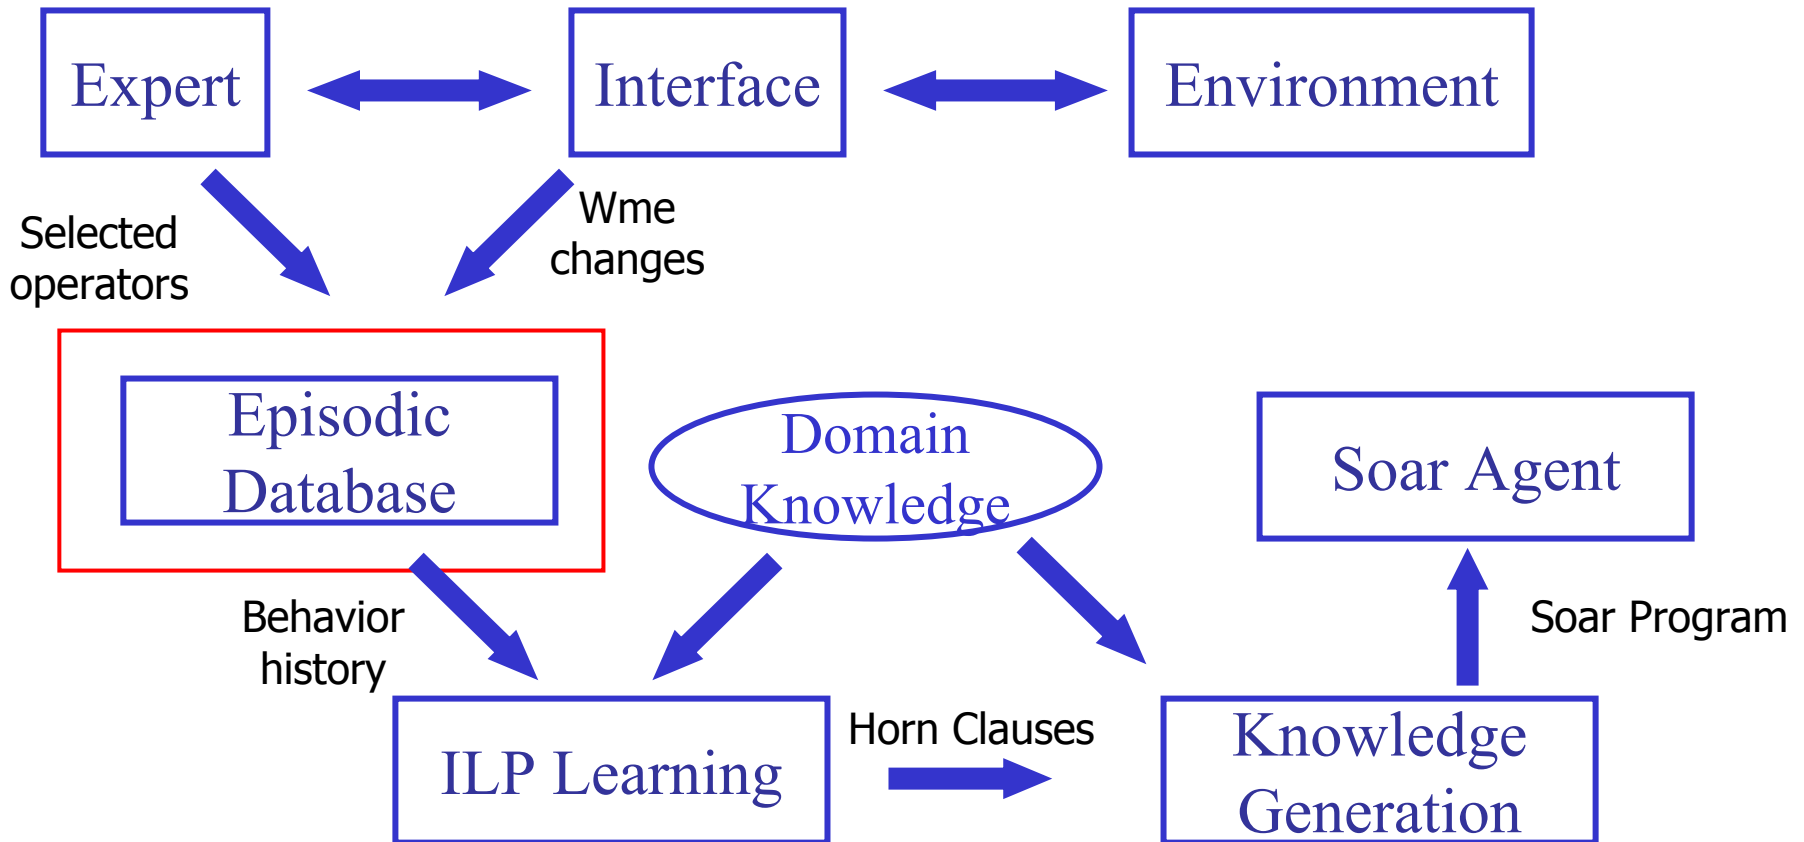 Expert
Interface
Environment
Selected
operators
Wme
changes
Episodic
Database
Domain
Knowledge
Soar Agent
Behavior
history
Soar Program
ILP Learning
Horn Clauses
Knowledge
Generation